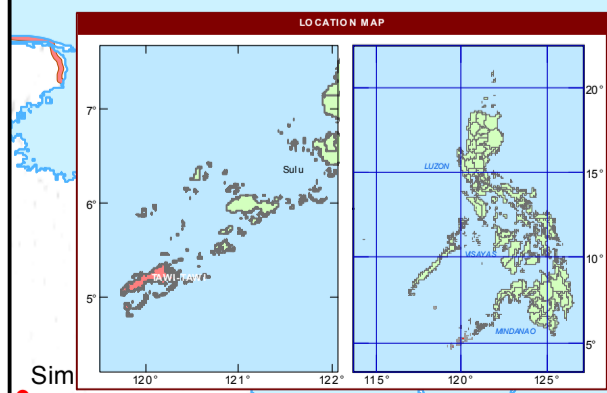 LOCATION MAP
7°
6°
5°
120°
121°
122°
Sulu
TAWI-TAWI
20°
15°
10°
5°
115°
120°
125°
LUZON
VISAYAS
MINDANAO
Sim